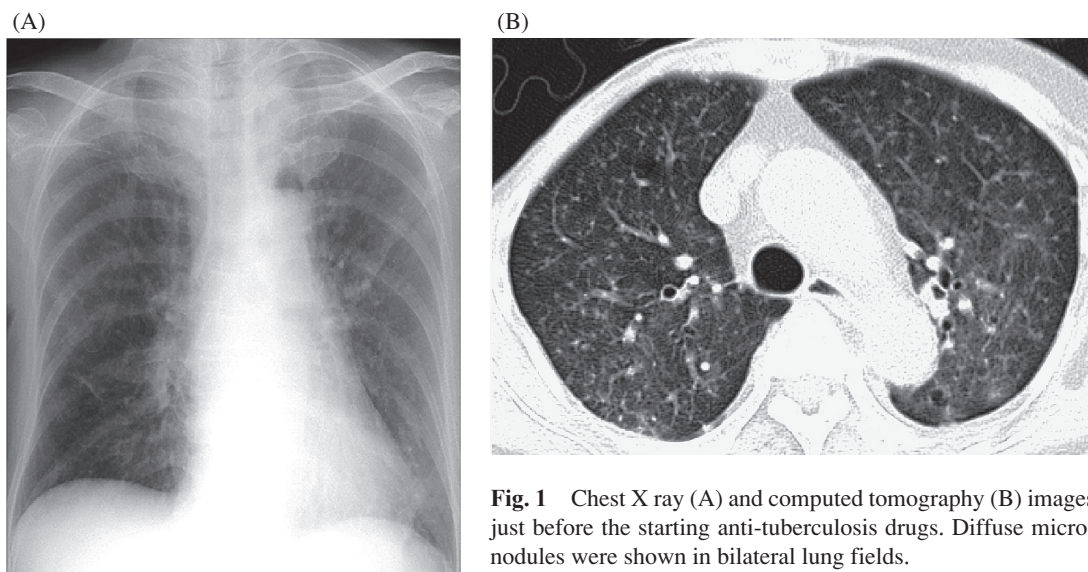 (A)
(B)
Fig. 1 Chest X ray (A) and computed tomography (B) images
just before the starting anti-tuberculosis drugs. Diffuse micro
nodules were shown in bilateral lung fields.